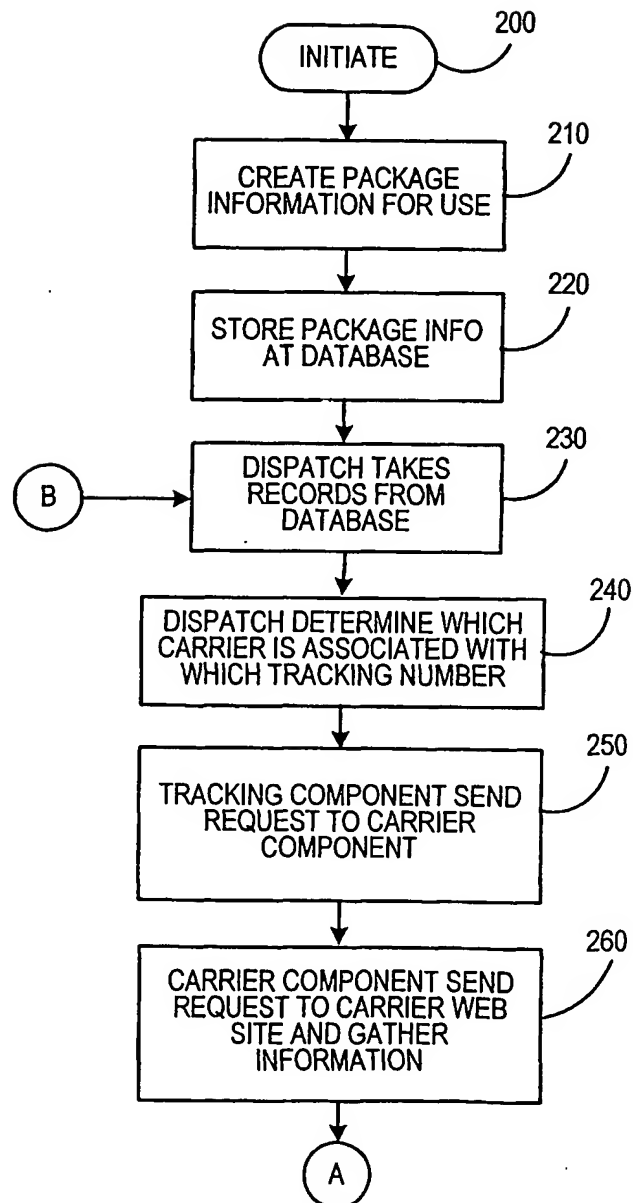 200
INITIATE
210
CREATE PACKAGE
INFORMATION FOR USE
220
STORE PACKAGE INFO
AT DATABASE
230
B
DISPATCH TAKES
RECORDS FROM
DATABASE
240
DISPATCH DETERMINE WHICH
CARRIER IS ASSOCIATED WITH
WHICH TRACKING NUMBER
250
TRACKING COMPONENT SEND
REQUEST TO CARRIER
COMPONENT
260
CARRIER COMPONENT SEND
REQUEST TO CARRIER WEB
SITE AND GATHER
INFORMATION
A